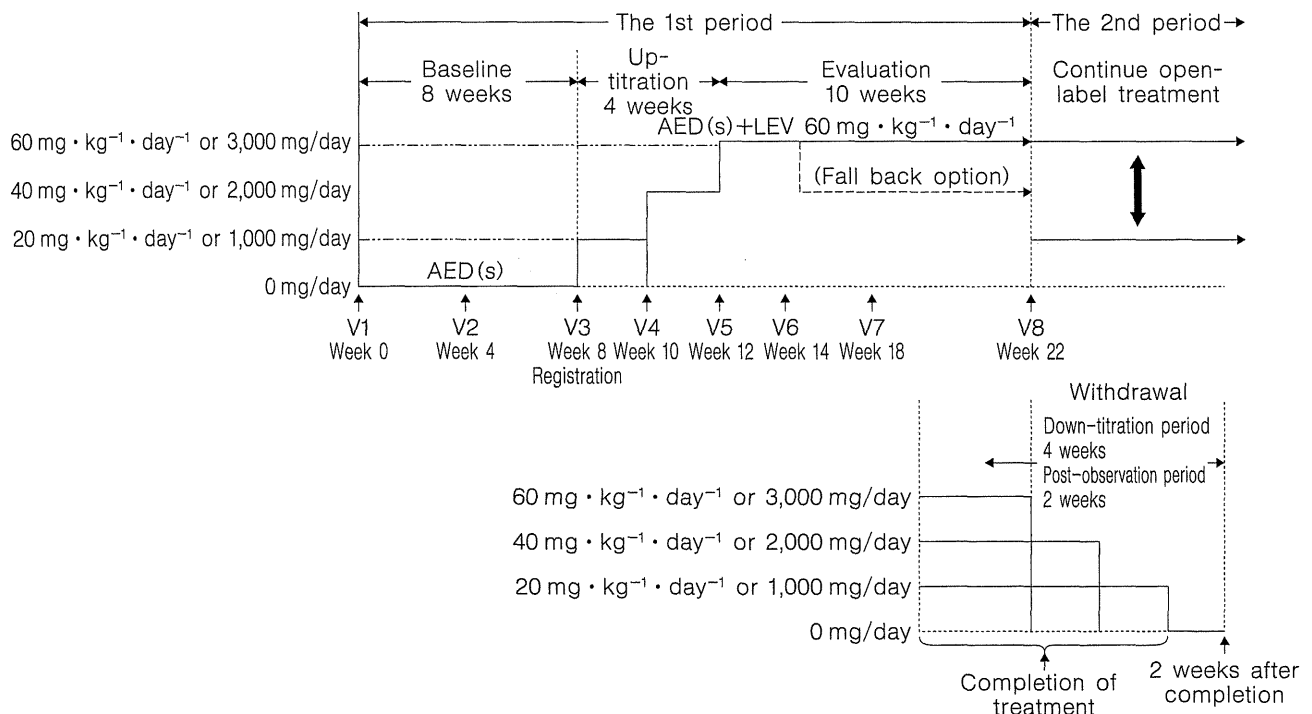 The 1st period
The 2nd period
Baseline
8 weeks
Up-
titration
4 weeks
Evaluation
10 weeks
Continue open-
label treatment
60 mg・kg⁻¹・day⁻¹ or 3,000 mg/day
40 mg・kg⁻¹・day⁻¹ or 2,000 mg/day
20 mg・kg⁻¹・day⁻¹ or 1,000 mg/day
0 mg/day
AED(s)+LEV 60 mg・kg⁻¹・day⁻¹
(Fall back option)
AED(s)
V1
Week 0
V2
Week 4
V3
Week 8
Registration
V4
Week 10
V5
Week 12
V6
Week 14
V7
Week 18
V8
Week 22
Withdrawal
Down-titration period
4 weeks
Post-observation period
2 weeks
60 mg・kg⁻¹・day⁻¹ or 3,000 mg/day
40 mg・kg⁻¹・day⁻¹ or 2,000 mg/day
20 mg・kg⁻¹・day⁻¹ or 1,000 mg/day
0 mg/day
Completion of
treatment
2 weeks after
completion